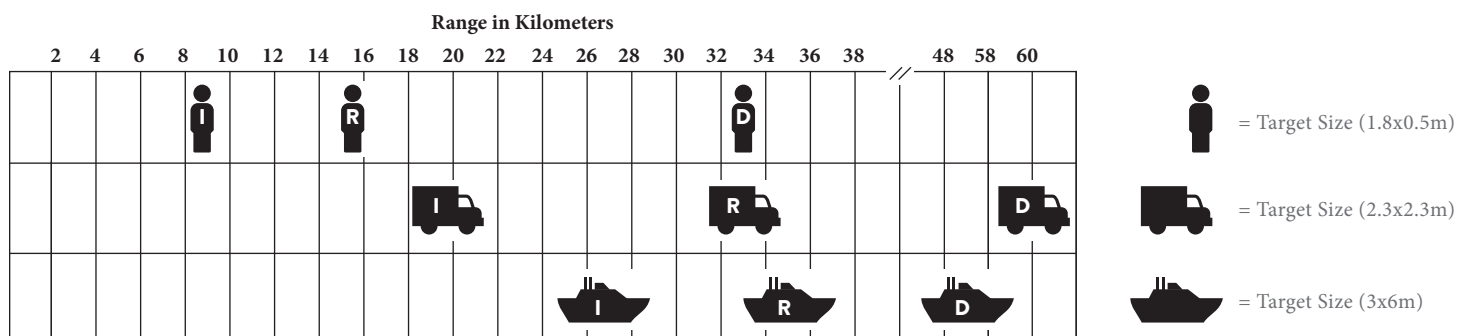 Range in Kilometers
2 4 6 8 10 12 14 16 18 20 22 24 26 28 30 32 34 36 38 48 58 60
I R D = Target Size (1.8x0.5m)
I R D = Target Size (2.3x2.3m)
I R D = Target Size (3x6m)